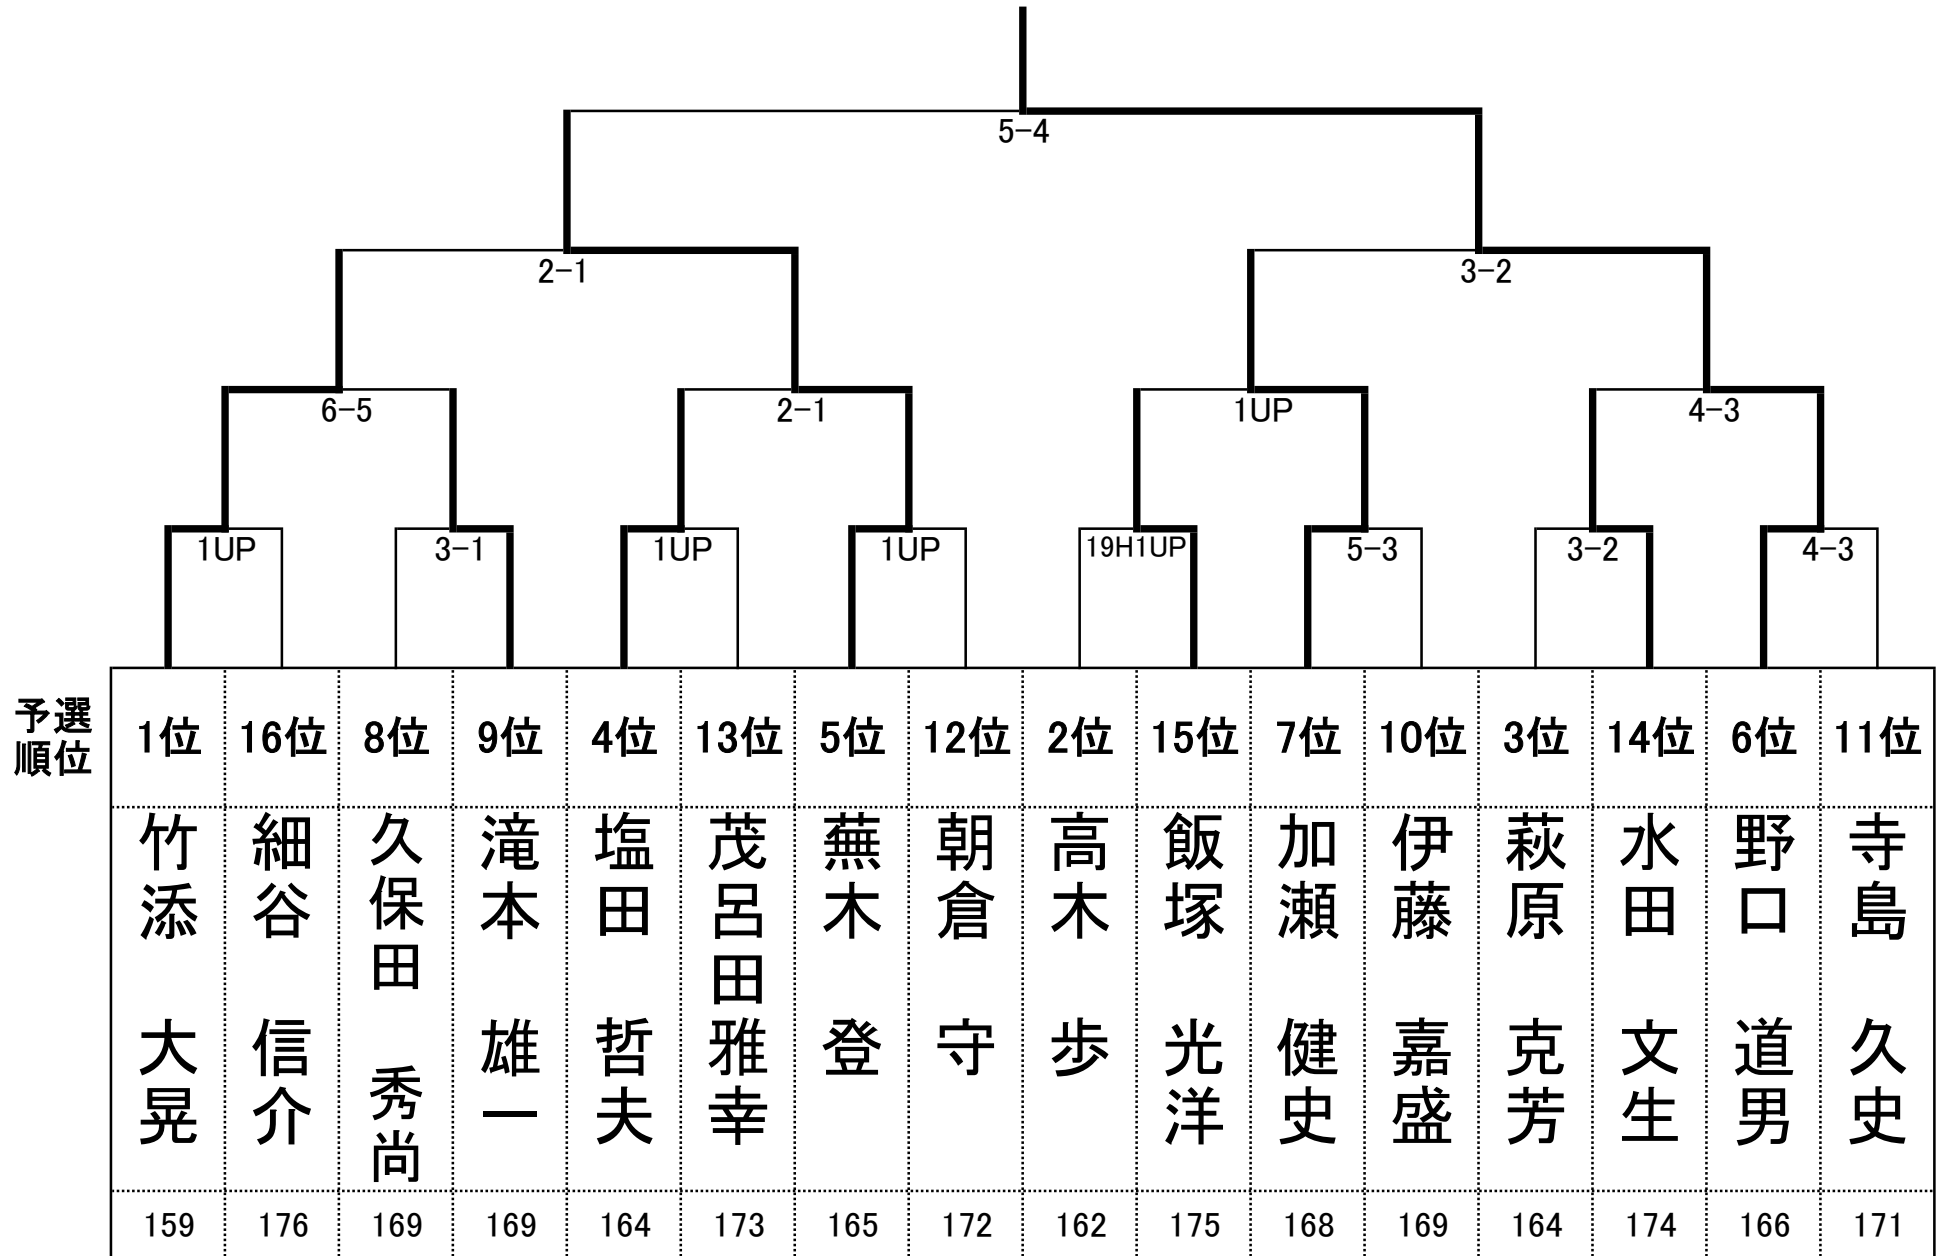 5-4
2-1
3-2
6-5
2-1
1UP
4-3
1UP
3-1
1UP
1UP
19H1UP
5-3
3-2
4-3
予選
順位
1位
16位
8位
9位
4位
13位
5位
12位
2位
15位
7位
10位
3位
14位
6位
11位
竹添 大晃
細谷 信介
久保田 秀尚
滝本 雄一
塩田 哲夫
茂呂田雅幸
蕪木 登
朝倉 守
高木 歩
飯塚 光洋
加瀬 健史
伊藤 嘉盛
萩原 克芳
水田 文生
野口 道男
寺島 久史
159
176
169
169
164
173
165
172
162
175
168
169
164
174
166
171